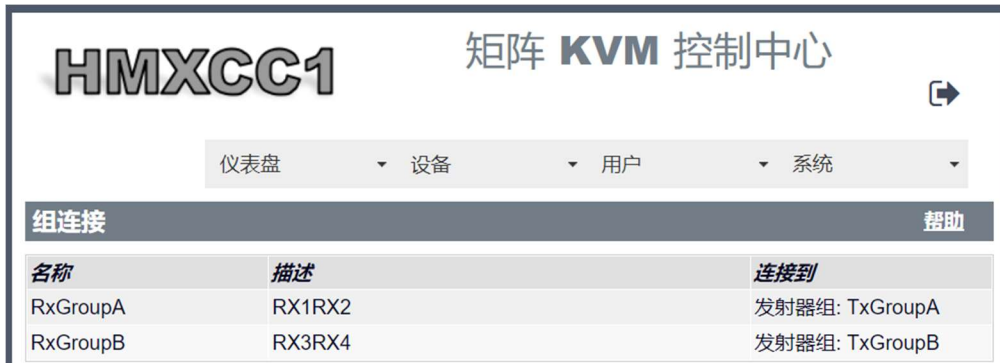 HMXCC1
矩阵 KVM 控制中心
仪表盘 设备 用户 系统
组连接 帮助
名称 描述 连接到
RxGroupA RX1RX2 发射器组: TxGroupA
RxGroupB RX3RX4 发射器组: TxGroupB